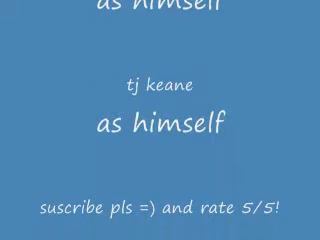 as himself
tj keane
as himself
suscribe pls =) and rate 5/5!